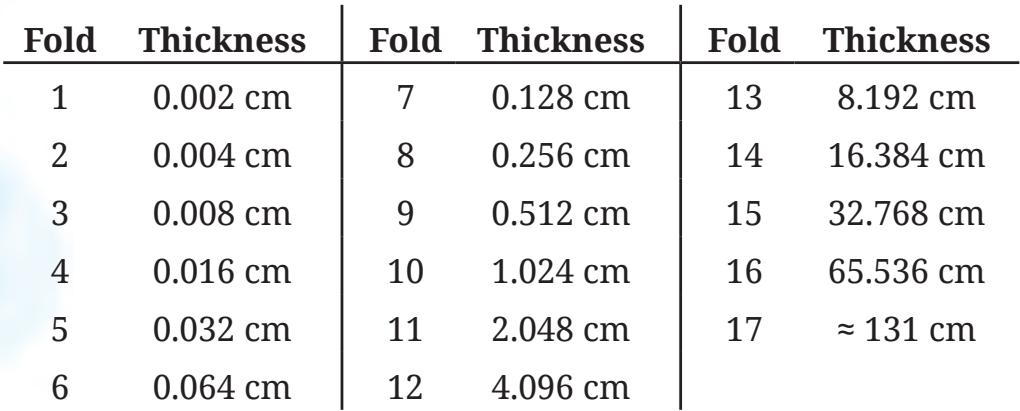 Fold Thickness Fold Thickness Fold Thickness
1 0.002 cm 7 0.128 cm 13 8.192 cm
2 0.004 cm 8 0.256 cm 14 16.384 cm
3 0.008 cm 9 0.512 cm 15 32.768 cm
4 0.016 cm 10 1.024 cm 16 65.536 cm
5 0.032 cm 11 2.048 cm 17 ≈ 131 cm
6 0.064 cm 12 4.096 cm